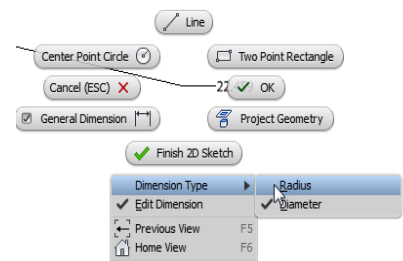 Line
Center Point Circle
Two Point Rectangle
Cancel (ESC)
22
OK
General Dimension
Project Geometry
Finish 2D Sketch
Dimension Type
Radius
Edit Dimension
Diameter
Previous View F5
Home View F6